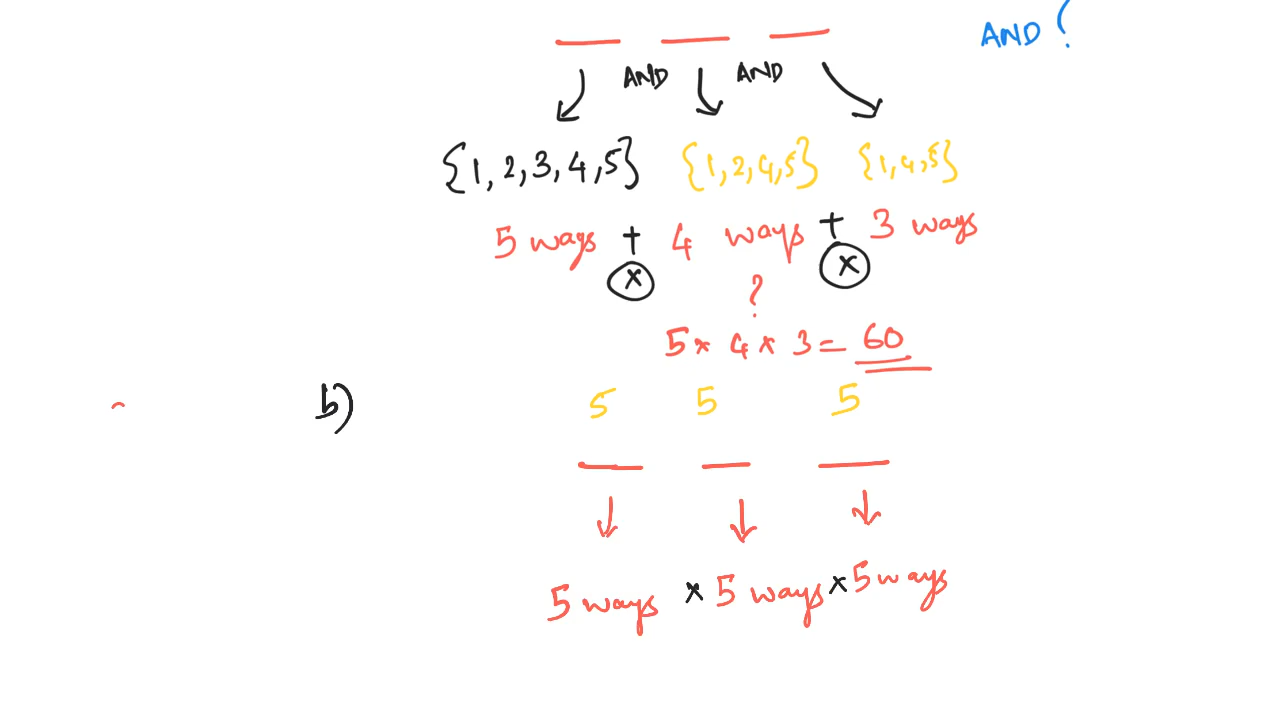 AND ?
AND AND
{1, 2, 3, 4, 5} {1, 2, 4, 5} {1, 4, 5}
5 ways + 4 ways + 3 ways
x x
?
5 x 4 x 3 = 60
b) 5 5 5
5 ways x 5 ways x 5 ways